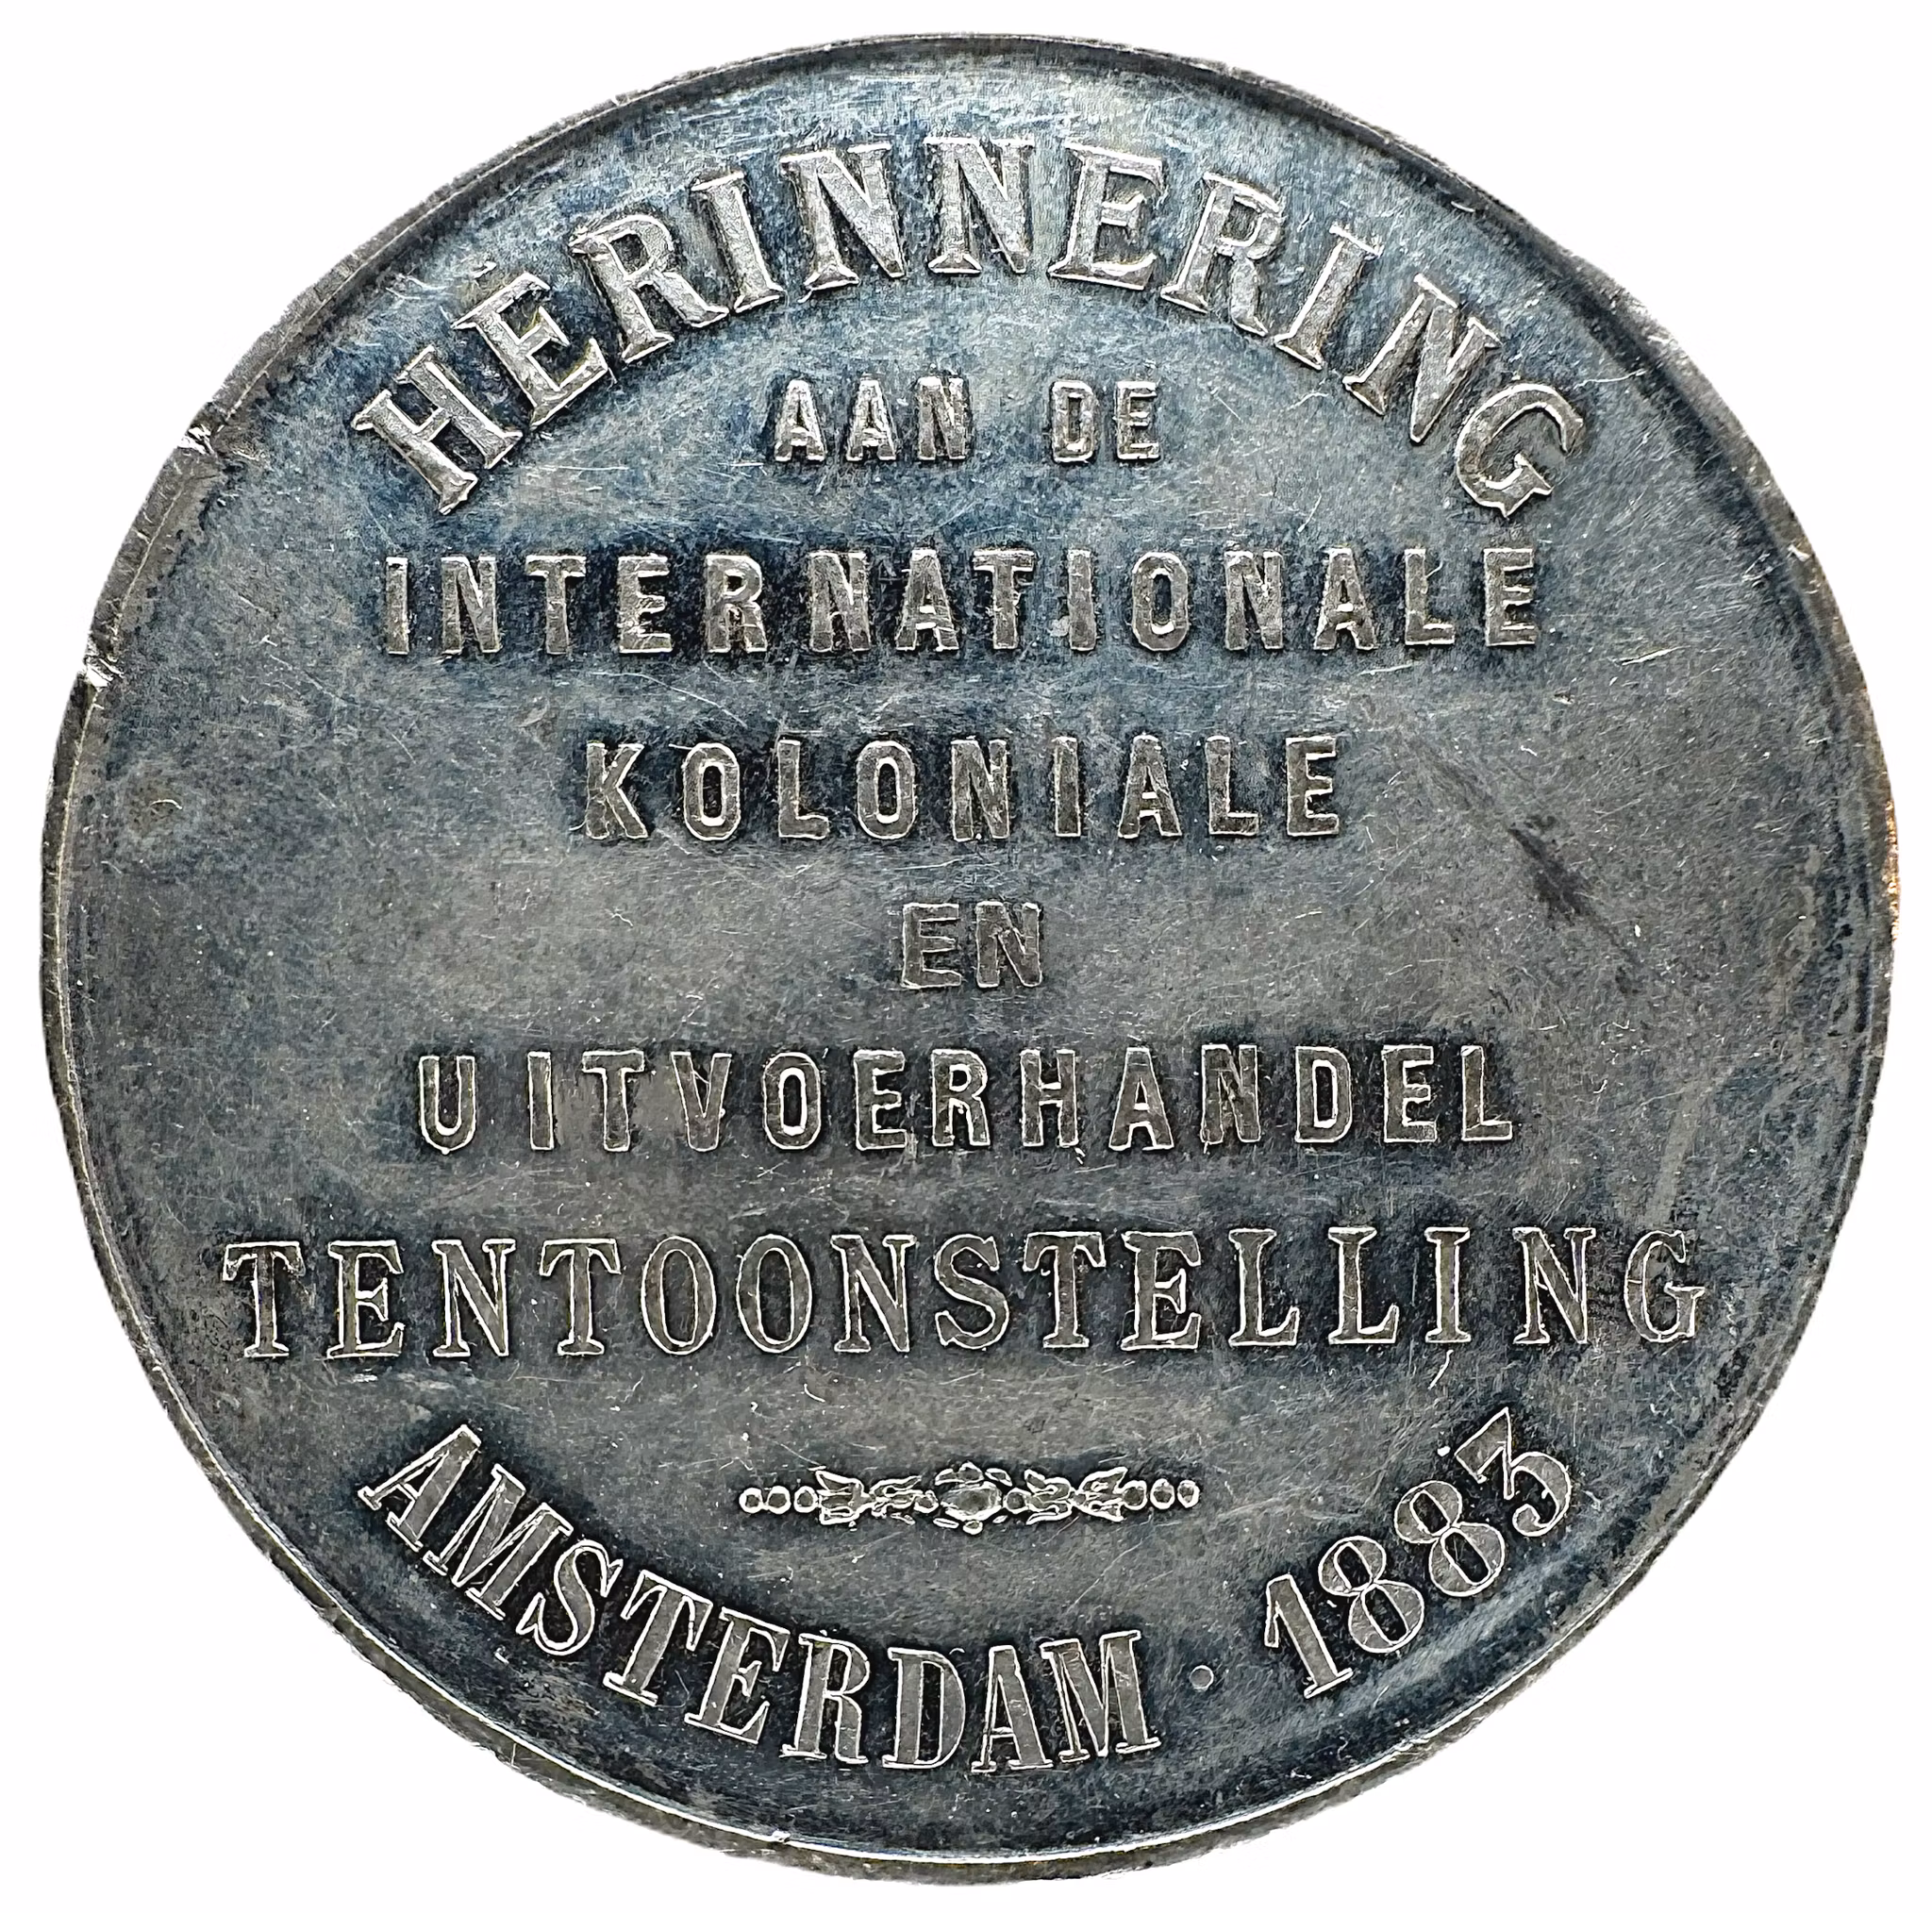 HERINNERING
AAN DE
INTERNATIONALE
KOLONIALE
EN
UITVOERHANDEL
TENTOONSTELLING
AMSTERDAM · 1883